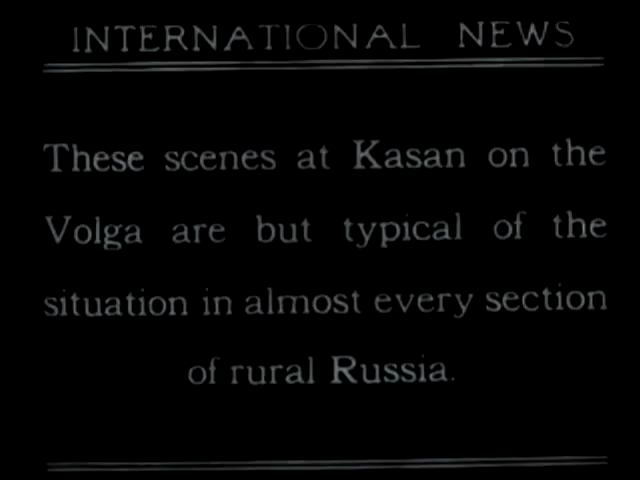 INTERNATIONAL NEWS
These scenes at Kasan on the
Volga are but typical of the
situation in almost every section
of rural Russia.